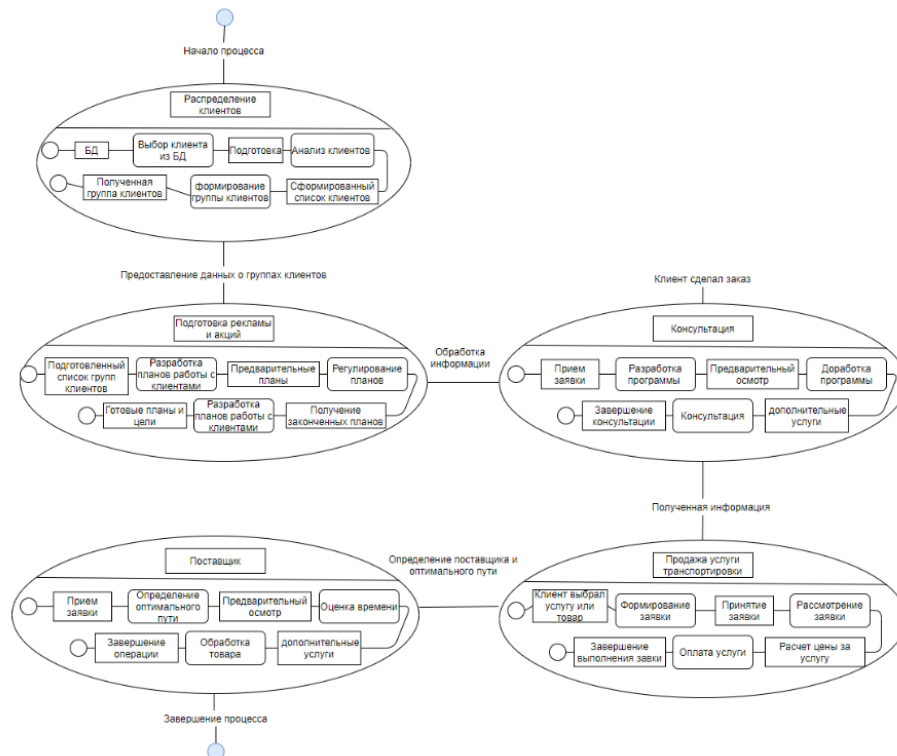 Начало процесса
Распределение
клиентов
БД
Выбор клиента
из БД
Подготовка
Анализ клиентов
Полученная
группа клиентов
формирование
группы клиентов
Сформированный
список клиентов
Предоставление данных о группах клиентов
Клиент сделал заказ
Подготовка рекламы
и акций
Подготовленный
список групп
клиентов
Разработка
планов работы с
клиентами
Предварительные
планы
Регулирование
планов
Готовые планы и
цели
Разработка
планов работы с
клиентами
Получение
законченных планов
Обработка
информации
Консультация
Прием
заявки
Разработка
программы
Предварительный
осмотр
Доработка
программы
Завершение
консультации
Консультация
дополнительные
услуги
Полученная информация
Поставщик
Прием
заявки
Определение
оптимального
пути
Предварительный
осмотр
Оценка времени
Завершение
операции
Обработка
товара
дополнительные
услуги
Определение поставщика и
оптимального пути
Продажа услуги
транспортировки
Клиент выбрал
услугу или
товар
Формирование
заявки
Принятие
заявки
Рассмотрение
заявки
Завершение
выполнения завки
Оплата услуги
Расчет цены за
услугу
Завершение процесса